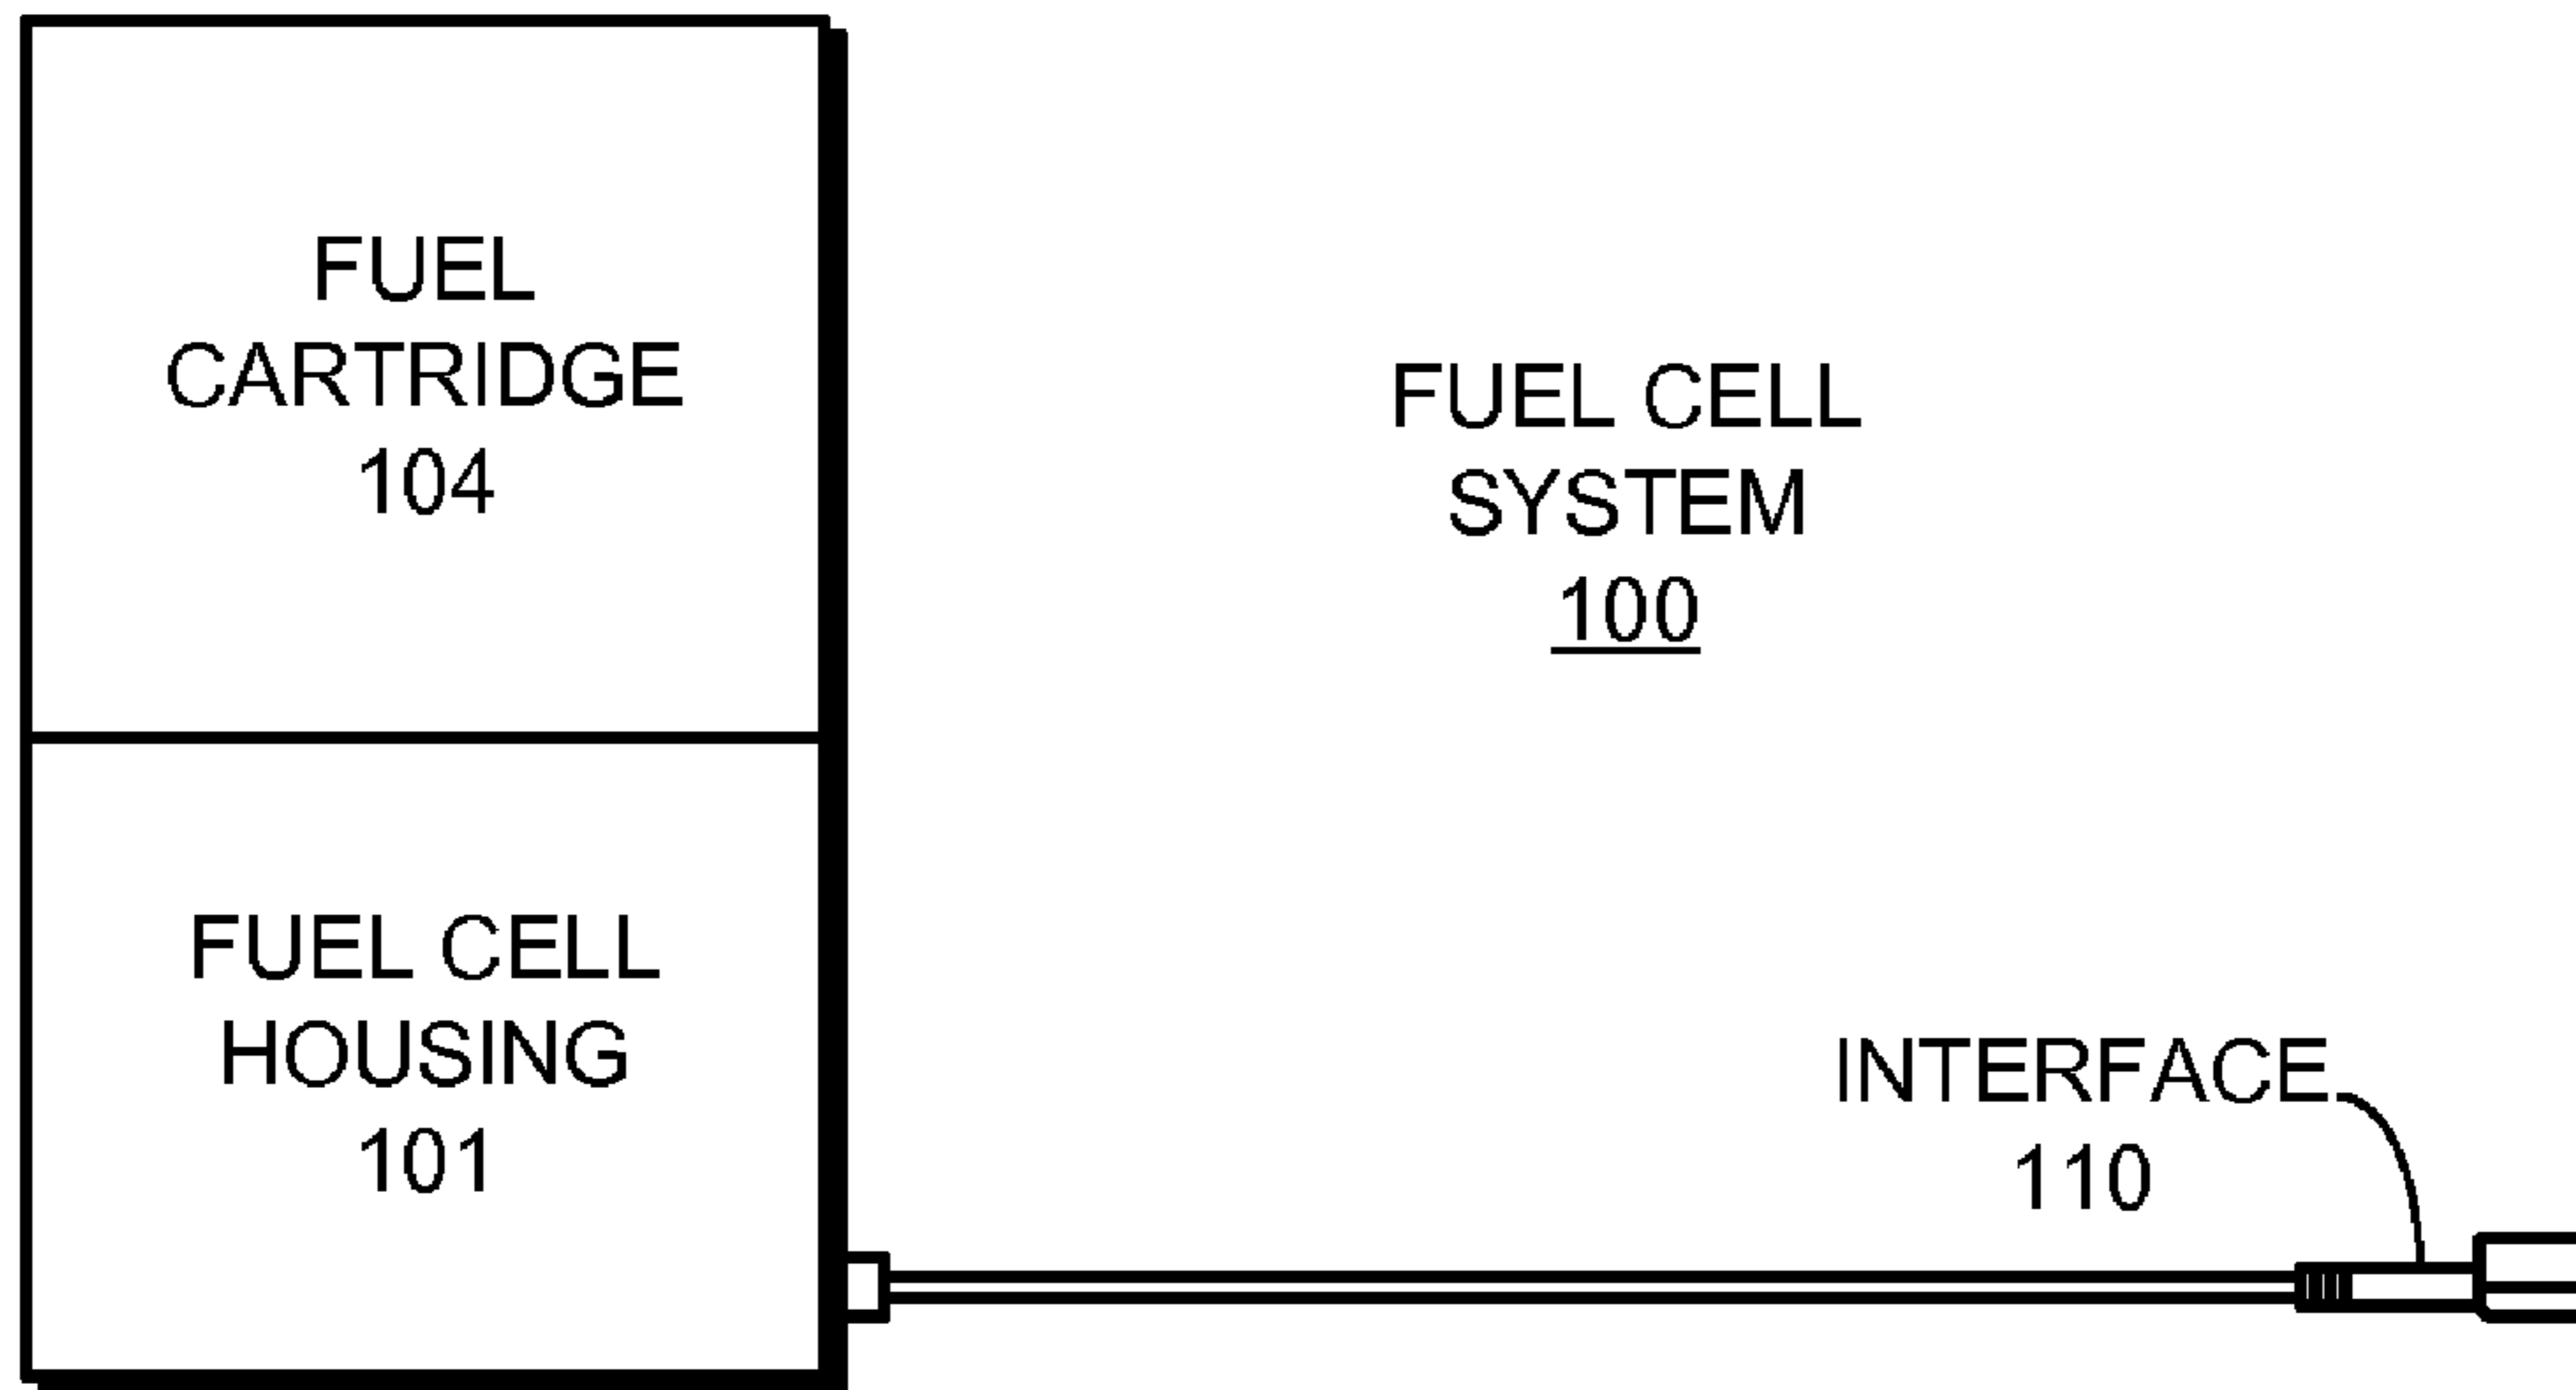 FUEL
CARTRIDGE
104
FUEL CELL
SYSTEM
100
FUEL CELL
HOUSING
101
INTERFACE
110